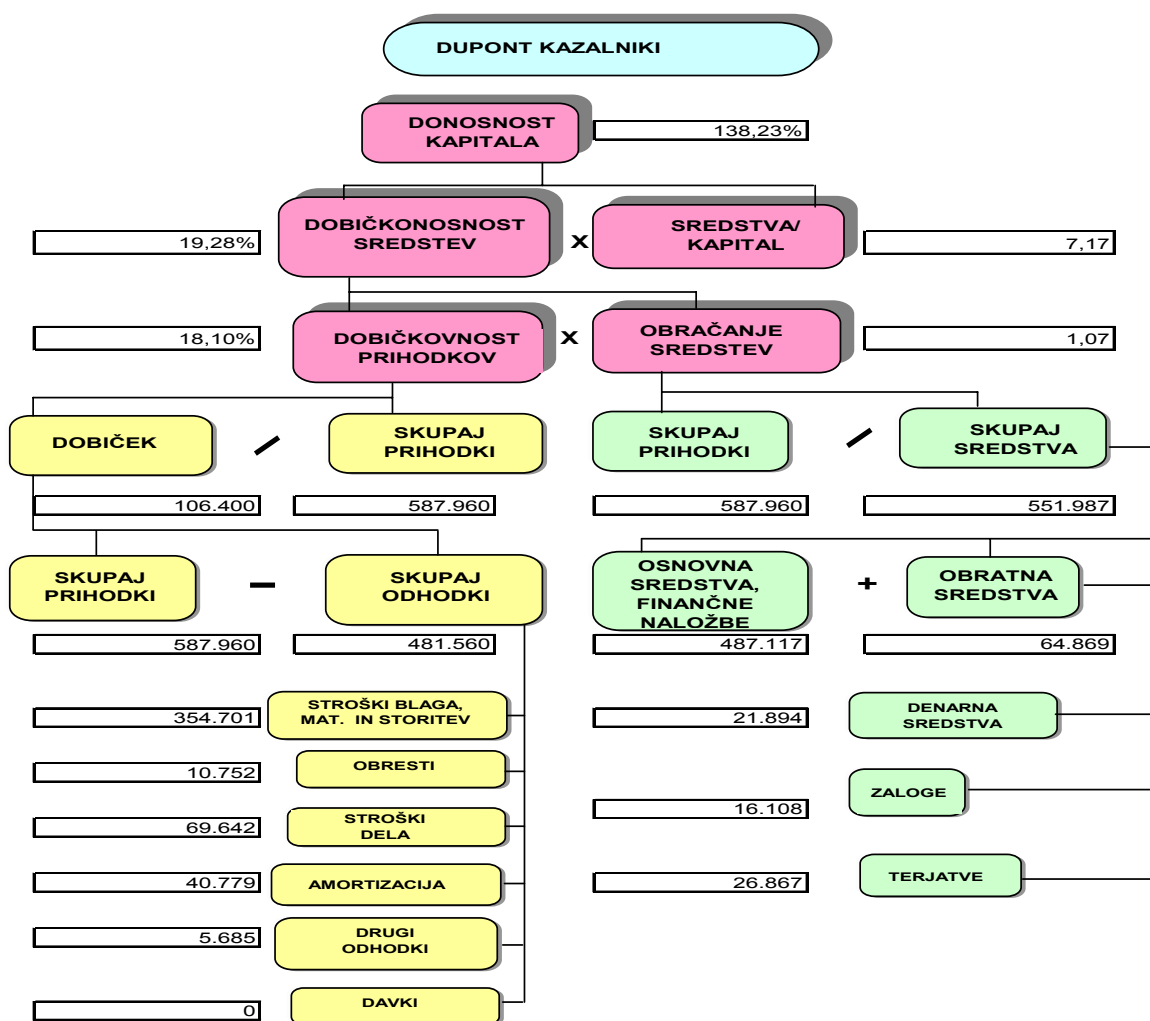 DUPONT KAZALNIKI
DONOSNOST
KAPITALA
138,23%
19,28%
DOBIČKONOSNOST
SREDSTEV
X
SREDSTVA/
KAPITAL
7,17
18,10%
DOBIČKOVNOST
PRIHODKOV
X
OBRAČANJE
SREDSTEV
1,07
DOBIČEK
/
SKUPAJ
PRIHODKI
SKUPAJ
PRIHODKI
/
SKUPAJ
SREDSTVA
106.400
587.960
587.960
551.987
SKUPAJ
PRIHODKI
–
SKUPAJ
ODHODKI
OSNOVNA
SREDSTVA,
FINANČNE
NALOŽBE
+
OBRATNA
SREDSTVA
587.960
481.560
487.117
64.869
354.701
STROŠKI BLAGA,
MAT. IN STORITEV
21.894
DENARNA
SREDSTVA
10.752
OBRESTI
16.108
ZALOGE
69.642
STROŠKI
DELA
40.779
AMORTIZACIJA
26.867
TERJATVE
5.685
DRUGI
ODHODKI
0
DAVKI